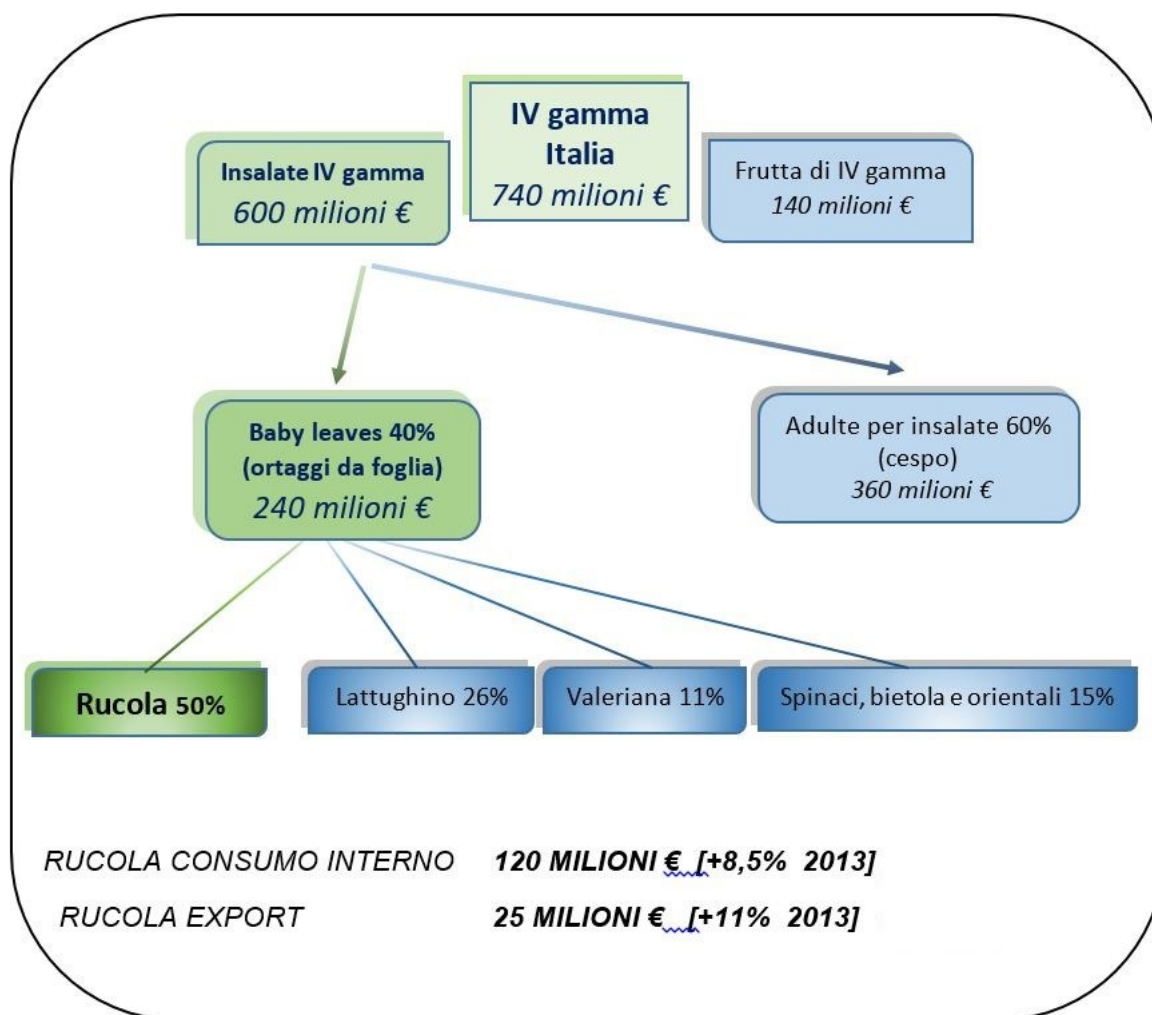 IV gamma
Italia
740 milioni €
Insalate IV gamma
600 milioni €
Frutta di IV gamma
140 milioni €
Baby leaves 40%
(ortaggi da foglia)
240 milioni €
Adulte per insalate 60%
(cespo)
360 milioni €
Rucola 50%
Lattughino 26%
Valeriana 11%
Spinaci, bietola e orientali 15%
RUCOLA CONSUMO INTERNO 120 MILIONI € [+8,5% 2013]
RUCOLA EXPORT 25 MILIONI € [+11% 2013]